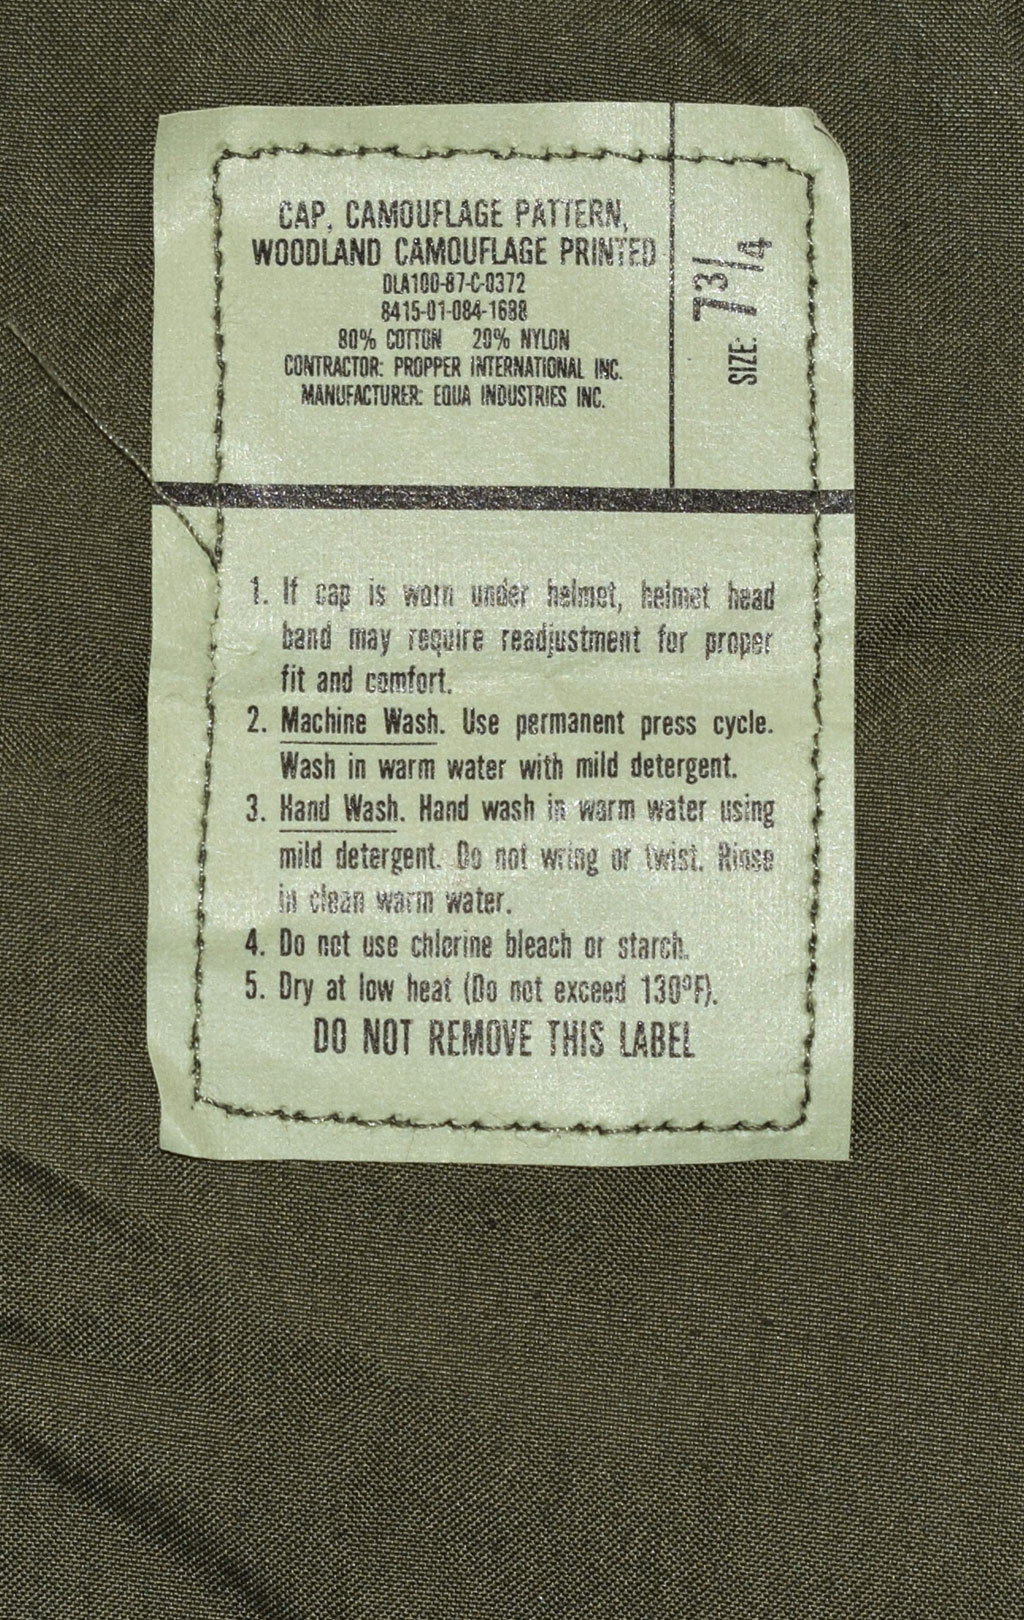 CAP, CAMOUFLAGE PATTERN,
WOODLAND CAMOUFLAGE PRINTED
DLA100-87-C-0372
8415-01-084-1688
80% COTTON 20% NYLON
CONTRACTOR: PROPPER INTERNATIONAL INC.
MANUFACTURER: EQUA INDUSTRIES INC.
SIZE: 7 3/4
1. If cap is worn under helmet, helmet head
band may require readjustment for proper
fit and comfort.
2. Machine Wash. Use permanent press cycle.
Wash in warm water with mild detergent.
3. Hand Wash. Hand wash in warm water using
mild detergent. Do not wring or twist. Rinse
in clean warm water.
4. Do not use chlorine bleach or starch.
5. Dry at low heat (Do not exceed 130°F).
DO NOT REMOVE THIS LABEL